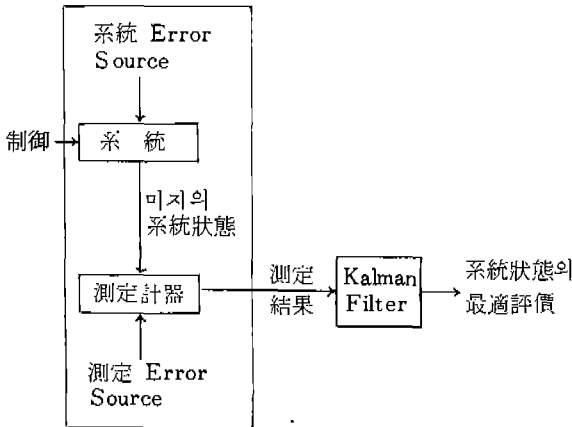 系統 Error
Source
制御
系 統
미지의
系統狀態
測定計器
測定
結果
Kalman
Filter
系統狀態의
最適評價
測定 Error
Source